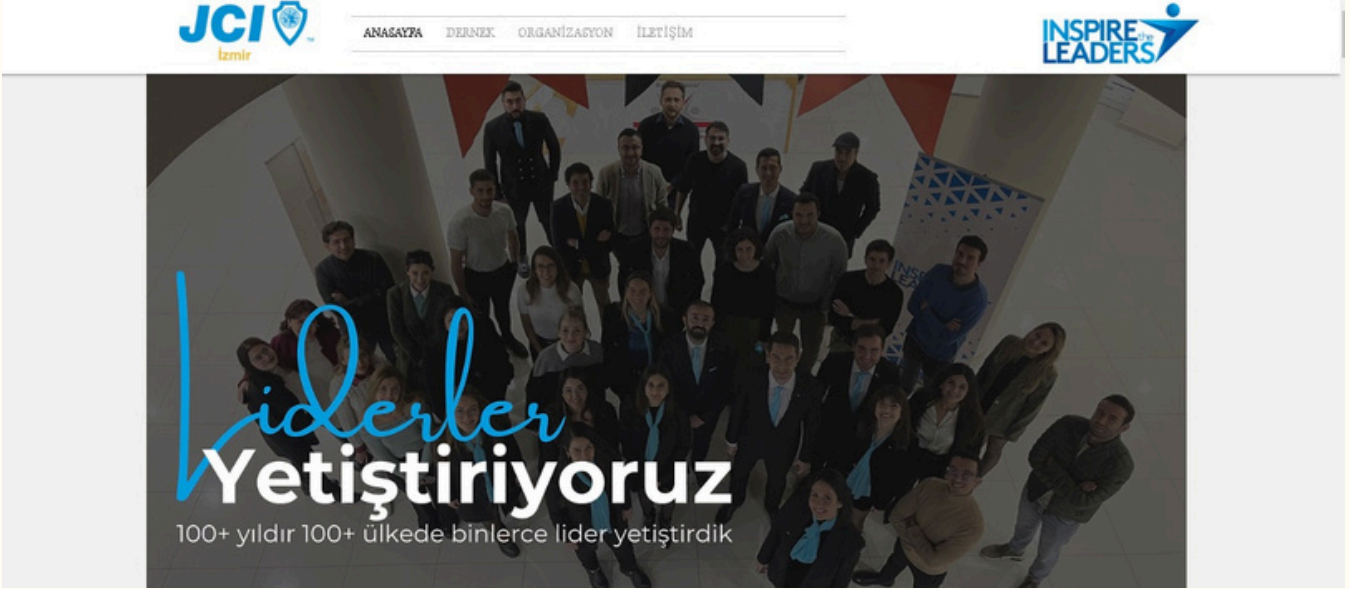 JCI
İzmir
ANASAYFA DERNEK ORGANİZASYON İLETİŞİM
INSPIRE the
LEADERS
Liderler
Yetiştiriyoruz
100+ yıldır 100+ ülkede binlerce lider yetiştirdik